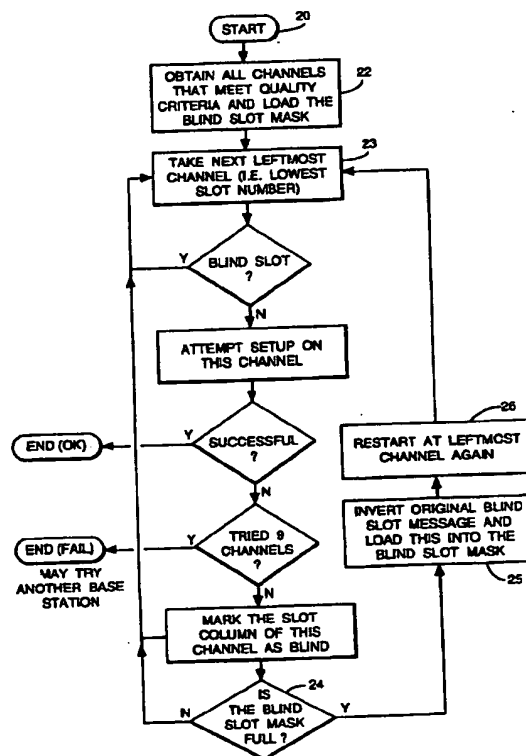 START
20
OBTAIN ALL CHANNELS
THAT MEET QUALITY
CRITERIA AND LOAD THE
BLIND SLOT MASK
22
23
TAKE NEXT LEFTMOST
CHANNEL (I.E. LOWEST
SLOT NUMBER)
Y
BLIND SLOT
?
N
ATTEMPT SETUP ON
THIS CHANNEL
END (OK)
Y
SUCCESSFUL
?
N
26
RESTART AT LEFTMOST
CHANNEL AGAIN
END (FAIL)
Y
TRIED 9
CHANNELS
?
N
MAY TRY
ANOTHER BASE
STATION
INVERT ORIGINAL BLIND
SLOT MESSAGE AND
LOAD THIS INTO THE
BLIND SLOT MASK
25
MARK THE SLOT
COLUMN OF THIS
CHANNEL AS BLIND
24
N
IS
THE BLIND
SLOT MASK
FULL ?
Y